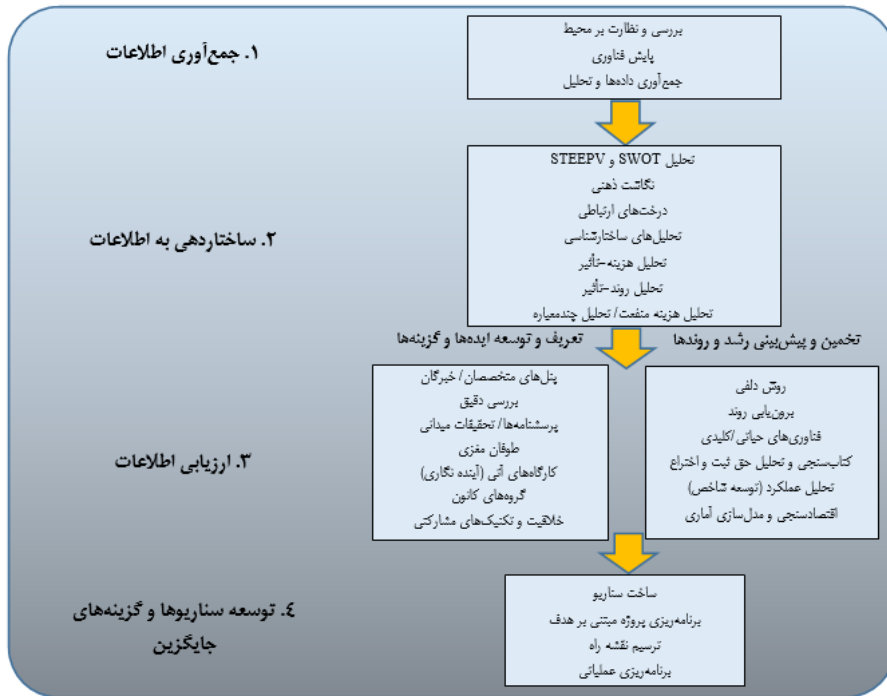 ۱. جمع‌آوری اطلاعات
بررسی و نظارت بر محیط
پایش فناوری
جمع‌آوری داده‌ها و تحلیل
۲. ساختاردهی به اطلاعات
تحلیل SWOT و STEEPV
نگاشت ذهنی
درخت‌های ارتباطی
تحلیل‌های ساختارشناسی
تحلیل هزینه-تأثیر
تحلیل روند-تأثیر
تحلیل هزینه منفعت/ تحلیل چندمعیاره
تخمین و پیش‌بینی رشد و روندها
تعریف و توسعه ایده‌ها و گزینه‌ها
۳. ارزیابی اطلاعات
روش دلفی
برون‌یابی روند
فناوری‌های حیاتی/کلیدی
کتاب‌سنجی و تحلیل حق ثبت و اختراع
تحلیل عملکرد (توسعه شاخص)
اقتصادسنجی و مدل‌سازی آماری
پنل‌های متخصصان/ خبرگان
بررسی دقیق
پرسشنامه‌ها/ تحقیقات میدانی
طوفان مغزی
کارگاه‌های آتی (آینده نگاری)
گروه‌های کانون
خلاقیت و تکنیک‌های مشارکتی
٤. توسعه سناریوها و گزینه‌های
جایگزین
ساخت سناریو
برنامه‌ریزی پروژه مبتنی بر هدف
ترسیم نقشه راه
برنامه‌ریزی عملیاتی